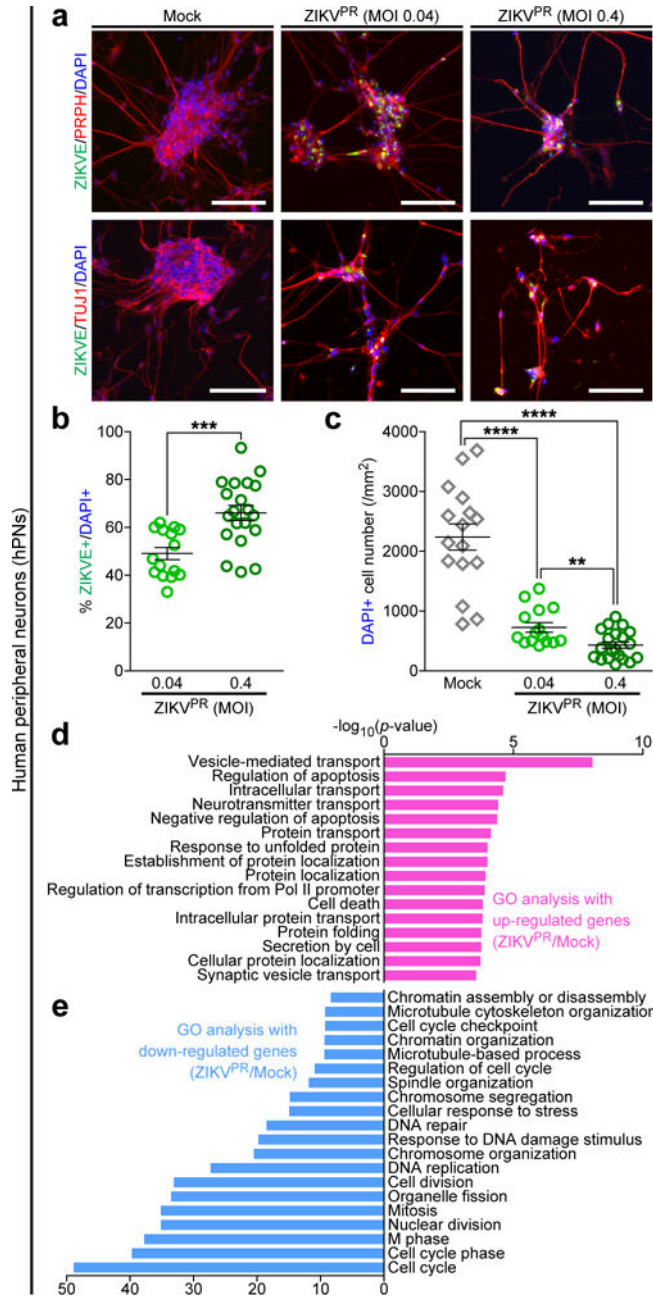 Human peripheral neurons (hPNs)
a
Mock
ZIKVPR (MOI 0.04)
ZIKVPR (MOI 0.4)
ZIKVE/PRPH/DAPI
ZIKVE/TUJ1/DAPI
b
***
% ZIKVE+/DAPI+
100
80
60
40
20
0
0.04
0.4
ZIKVPR (MOI)
c
****
****
**
DAPI+ cell number (/mm2)
4000
3000
2000
1000
0
Mock
0.04
0.4
ZIKVPR (MOI)
d
-log10(p-value)
0
5
10
Vesicle-mediated transport
Regulation of apoptosis
Intracellular transport
Neurotransmitter transport
Negative regulation of apoptosis
Protein transport
Response to unfolded protein
Establishment of protein localization
Protein localization
Regulation of transcription from Pol II promoter
Cell death
Intracellular protein transport
Protein folding
Secretion by cell
Cellular protein localization
Synaptic vesicle transport
GO analysis with
up-regulated genes
(ZIKVPR/Mock)
e
GO analysis with
down-regulated genes
(ZIKVPR/Mock)
Chromatin assembly or disassembly
Microtubule cytoskeleton organization
Cell cycle checkpoint
Chromatin organization
Microtubule-based process
Regulation of cell cycle
Spindle organization
Chromosome segregation
Cellular response to stress
DNA repair
Response to DNA damage stimulus
Chromosome organization
DNA replication
Cell division
Organelle fission
Mitosis
Nuclear division
M phase
Cell cycle phase
Cell cycle
50
40
30
20
10
0